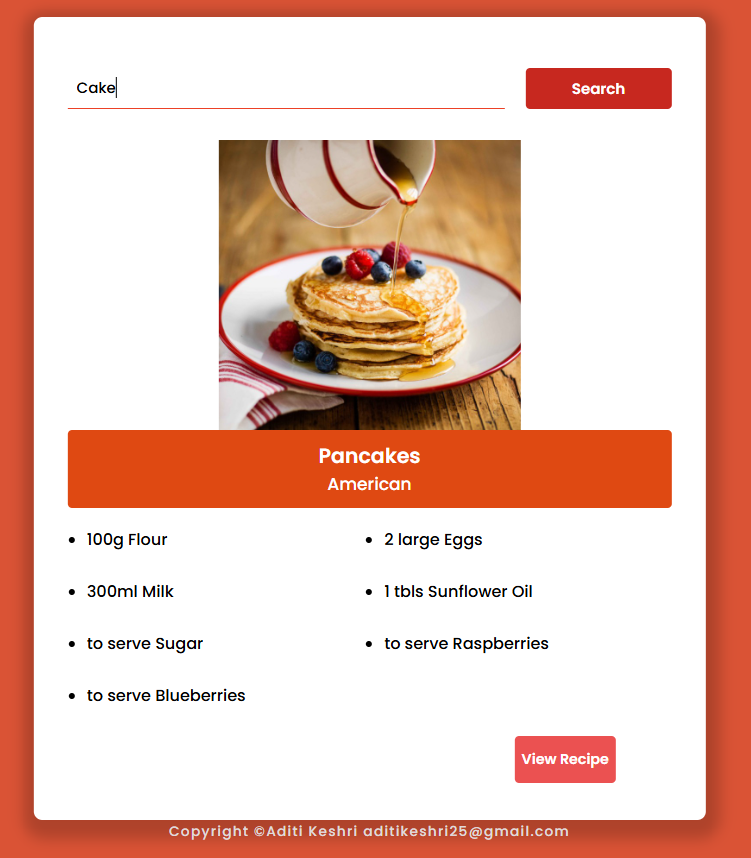 Cake
Search
Pancakes
American
100g Flour
2 large Eggs
300ml Milk
1 tbls Sunflower Oil
to serve Sugar
to serve Raspberries
to serve Blueberries
View Recipe
Copyright ©Aditi Keshri aditikeshri25@gmail.com